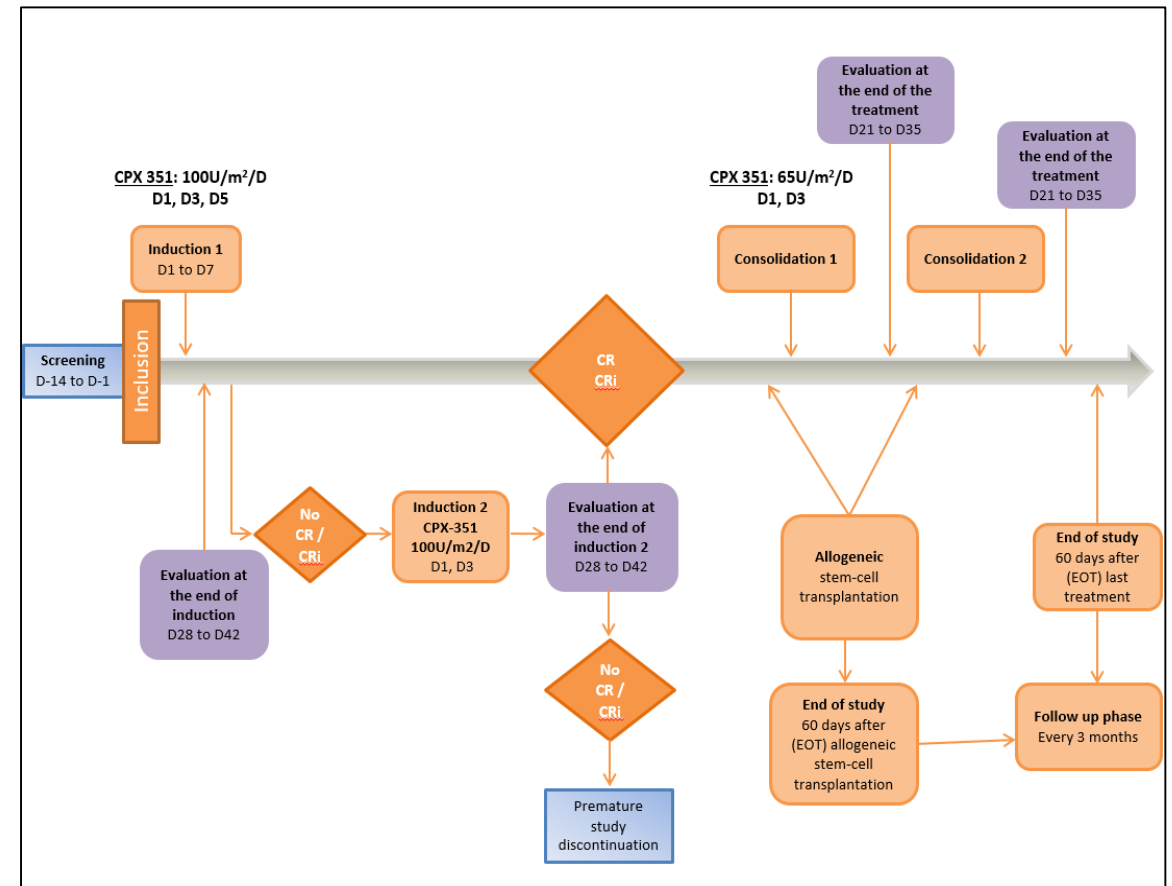 Evaluation at
the end of the
treatment
D21 to D35
Evaluation at
the end of the
treatment
D21 to D35
CPX 351: 100U/m²/D
D1, D3, D5
CPX 351: 65U/m²/D
D1, D3
Induction 1
D1 to D7
Consolidation 1
Consolidation 2
Screening
D-14 to D-1
Inclusion
CR
CRi
No
CR /
CRi
Induction 2
CPX-351
100U/m2/D
D1, D3
Evaluation at
the end of
induction 2
D28 to D42
Evaluation at
the end of
induction
D28 to D42
Allogeneic
stem-cell
transplantation
End of study
60 days after
(EOT) last
treatment
No
CR /
CRi
End of study
60 days after
(EOT) allogeneic
stem-cell
transplantation
Follow up phase
Every 3 months
Premature
study
discontinuation